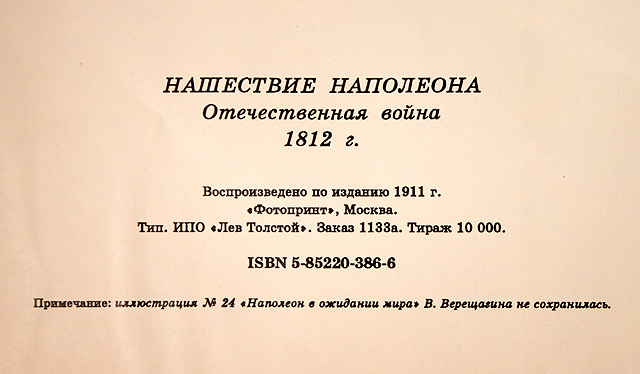 НАШЕСТВИЕ НАПОЛЕОНА
Отечественная война
1812 г.
Воспроизведено по изданию 1911 г.
«Фотопринт», Москва.
Тип. ИПО «Лев Толстой». Заказ 1133а. Тираж 10 000.
ISBN 5-85220-386-6
Примечание: иллюстрация № 24 «Наполеон в ожидании мира» В. Верещагина не сохранилась.